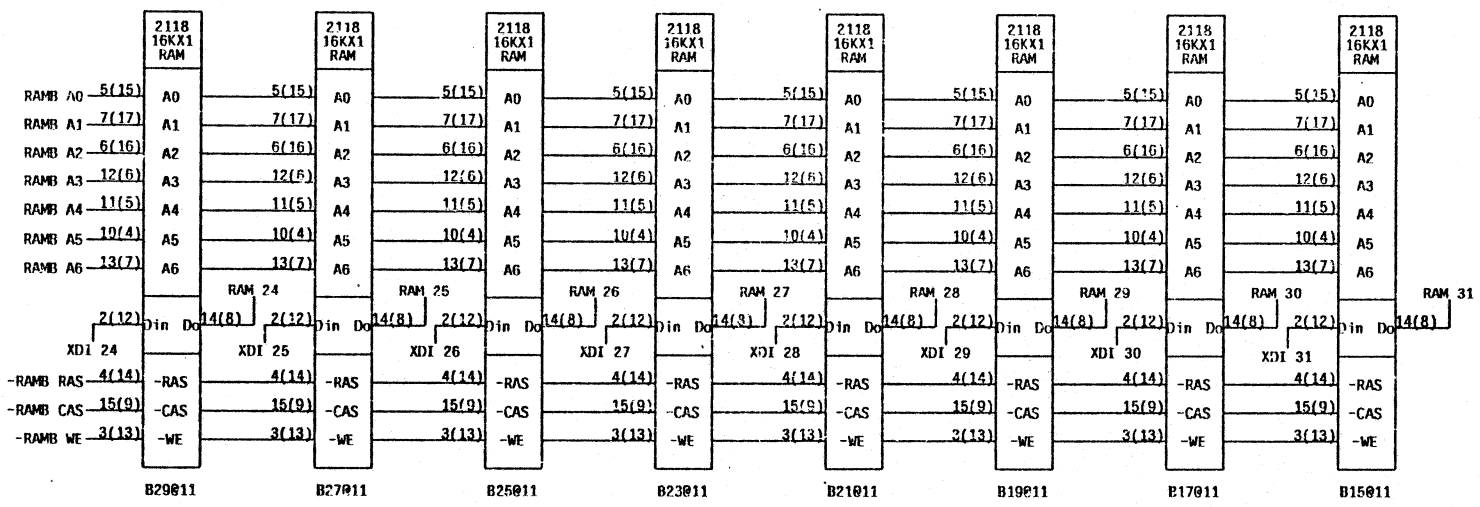 2118 2118 2118 2118 2118 2118 2118 2118
16KX1 16KX1 16KX1 16KX1 16KX1 16KX1 16KX1 16KX1
RAM RAM RAM RAM RAM RAM RAM RAM
RAMB A0 5(15) A0 5(15) A0 5(15) A0 5(15) A0 5(15) A0 5(15) A0 5(15) A0 5(15) A0
RAMB A1 7(17) A1 7(17) A1 7(17) A1 7(17) A1 7(17) A1 7(17) A1 7(17) A1 7(17) A1
RAMB A2 6(16) A2 6(16) A2 6(16) A2 6(16) A2 6(16) A2 6(16) A2 6(16) A2 6(16) A2
RAMB A3 12(6) A3 12(6) A3 12(6) A3 12(6) A3 12(6) A3 12(6) A3 12(6) A3 12(6) A3
RAMB A4 11(5) A4 11(5) A4 11(5) A4 11(5) A4 11(5) A4 11(5) A4 11(5) A4 11(5) A4
RAMB A5 10(4) A5 10(4) A5 10(4) A5 10(4) A5 10(4) A5 10(4) A5 10(4) A5 10(4) A5
RAMB A6 13(7) A6 13(7) A6 13(7) A6 13(7) A6 13(7) A6 13(7) A6 13(7) A6 13(7) A6
RAM 24 RAM 25 RAM 26 RAM 27 RAM 28 RAM 29 RAM 30 RAM 31
2(12) Din Do 14(8) 2(12) Din Do 14(8) 2(12) Din Do 14(8) 2(12) Din Do 14(8) 2(12) Din Do 14(8) 2(12) Din Do 14(8) 2(12) Din Do 14(8) 2(12) Din Do 14(8)
XDI 24 XDI 25 XDI 26 XDI 27 XDI 28 XDI 29 XDI 30 XDI 31
-RAMB RAS 4(14) -RAS 4(14) -RAS 4(14) -RAS 4(14) -RAS 4(14) -RAS 4(14) -RAS 4(14) -RAS 4(14) -RAS
-RAMB CAS 15(9) -CAS 15(9) -CAS 15(9) -CAS 15(9) -CAS 15(9) -CAS 15(9) -CAS 15(9) -CAS 15(9) -CAS
-RAMB WE 3(13) -WE 3(13) -WE 3(13) -WE 3(13) -WE 3(13) -WE 3(13) -WE 3(13) -WE 3(13) -WE
B29@11 B27@11 B25@11 B23@11 B21@11 B19@11 B17@11 B15@11